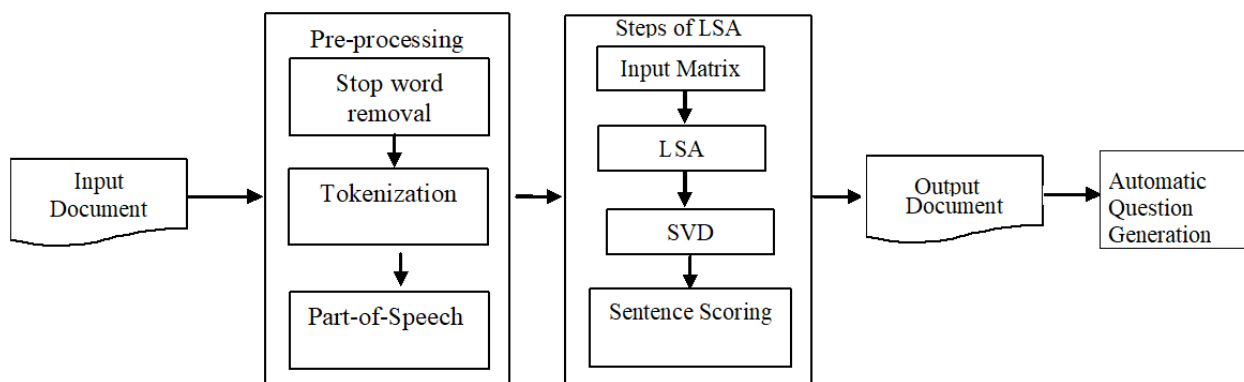 Input
Document
Pre-processing
Stop word
removal
Tokenization
Part-of-Speech
Steps of LSA
Input Matrix
LSA
SVD
Sentence Scoring
Output
Document
Automatic
Question
Generation